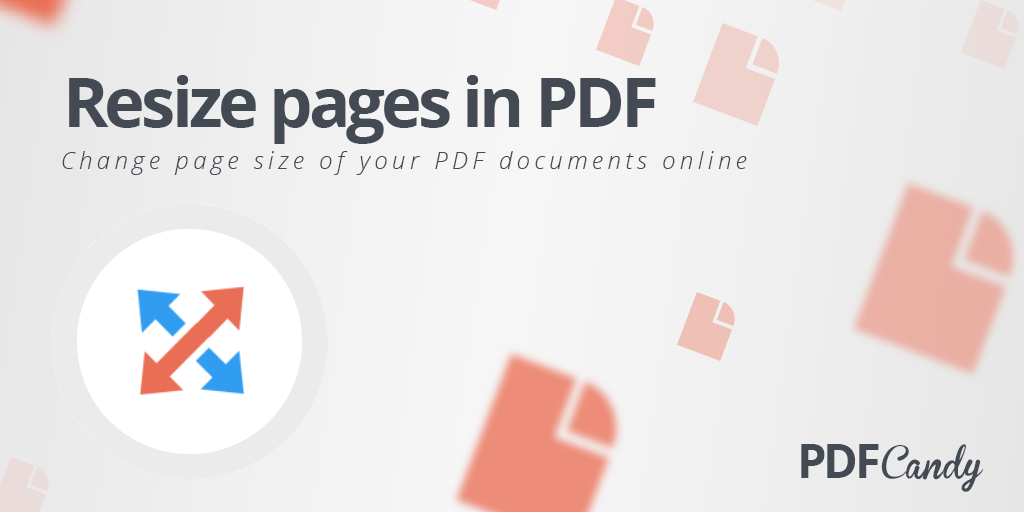 Resize pages in PDF
Change page size of your PDF documents online
PDFCandy